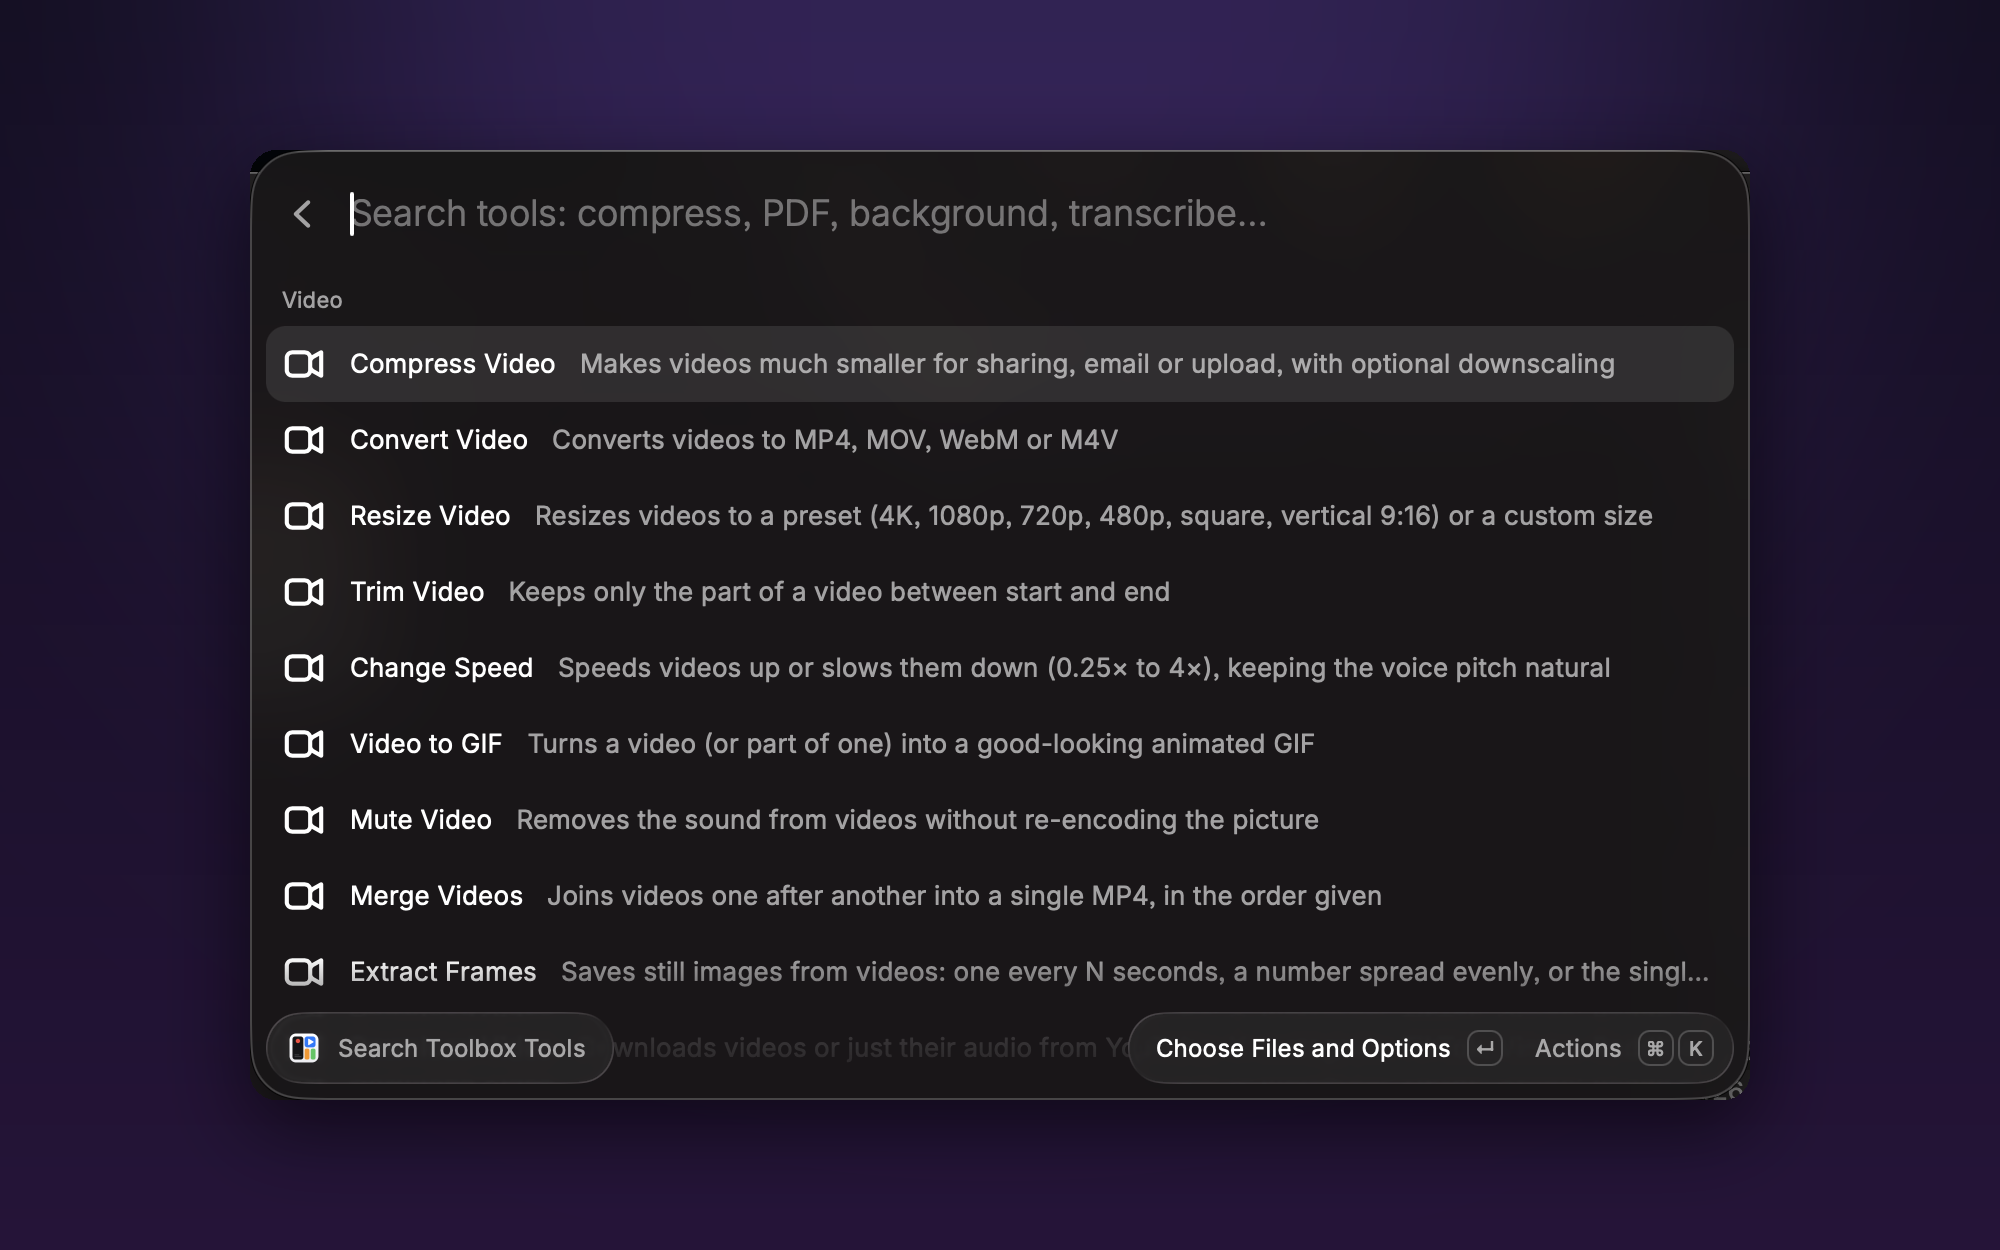 Search tools: compress, PDF, background, transcribe...
Video
Compress Video Makes videos much smaller for sharing, email or upload, with optional downscaling
Convert Video Converts videos to MP4, MOV, WebM or M4V
Resize Video Resizes videos to a preset (4K, 1080p, 720p, 480p, square, vertical 9:16) or a custom size
Trim Video Keeps only the part of a video between start and end
Change Speed Speeds videos up or slows them down (0.25× to 4×), keeping the voice pitch natural
Video to GIF Turns a video (or part of one) into a good-looking animated GIF
Mute Video Removes the sound from videos without re-encoding the picture
Merge Videos Joins videos one after another into a single MP4, in the order given
Extract Frames Saves still images from videos: one every N seconds, a number spread evenly, or the singl...
Search Toolbox Tools videos or just their audio from Choose Files and Options ↵ Actions ⌘ K